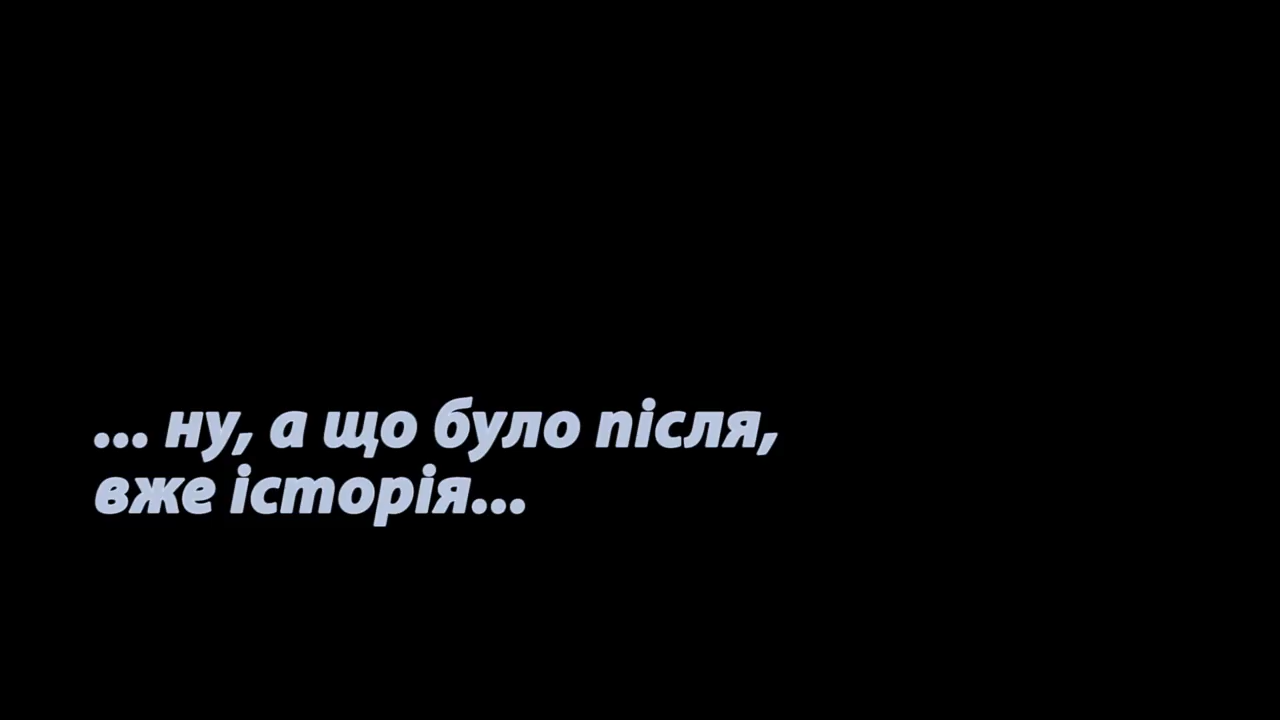 ... ну, а що було після,
вже історія...